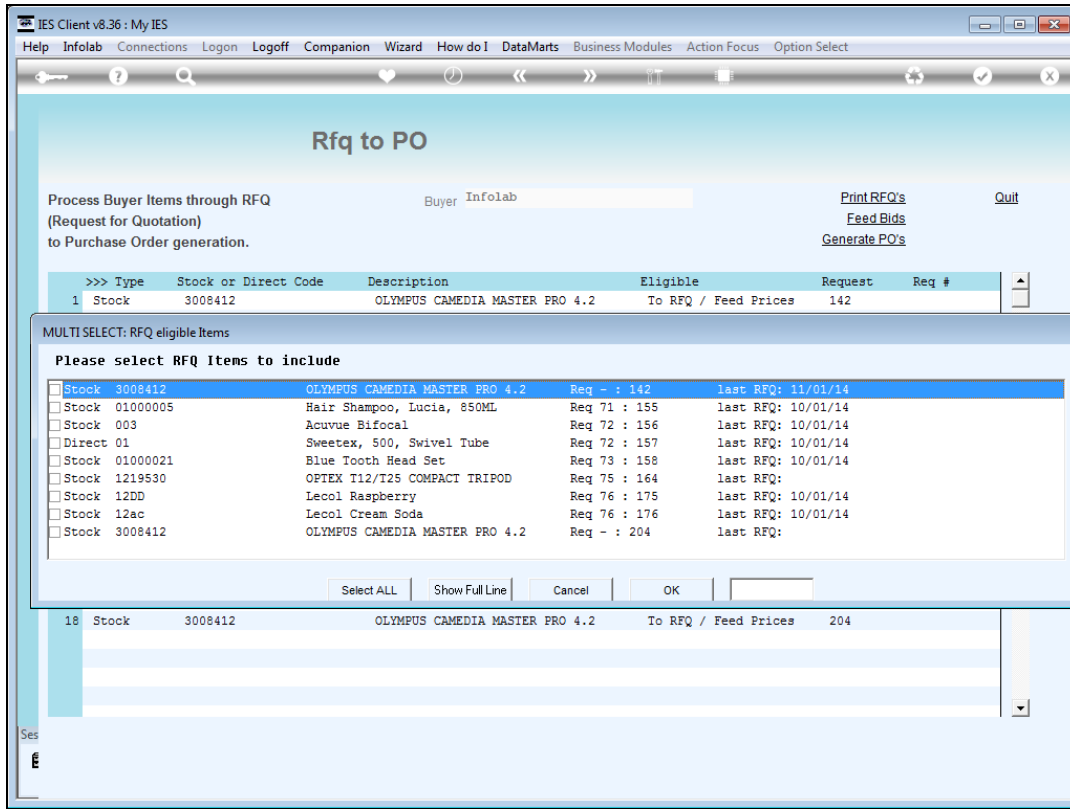 IES Client v8.36 : My IES
Help Infolab Connections Logon Logoff Companion Wizard How do I DataMarts Business Modules Action Focus Option Select
Rfq to PO
Process Buyer Items through RFQ
(Request for Quotation)
to Purchase Order generation.
Buyer Infolab
Print RFQ's
Feed Bids
Generate PO's
Quit
>>> Type Stock or Direct Code Description Eligible Request Req #
1 Stock 3008412 OLYMPUS CAMEDIA MASTER PRO 4.2 To RFQ / Feed Prices 142
MULTI SELECT: RFQ eligible Items
Please select RFQ Items to include
Stock 3008412 OLYMPUS CAMEDIA MASTER PRO 4.2 Req - : 142 last RFQ: 11/01/14
Stock 01000005 Hair Shampoo, Lucia, 850ML Req 71 : 155 last RFQ: 10/01/14
Stock 003 Acuvue Bifocal Req 72 : 156 last RFQ: 10/01/14
Direct 01 Sweetex, 500, Swivel Tube Req 72 : 157 last RFQ: 10/01/14
Stock 01000021 Blue Tooth Head Set Req 73 : 158 last RFQ: 10/01/14
Stock 1219530 OPTEX T12/T25 COMPACT TRIPOD Req 75 : 164 last RFQ:
Stock 12DD Lecol Raspberry Req 76 : 175 last RFQ: 10/01/14
Stock 12ac Lecol Cream Soda Req 76 : 176 last RFQ: 10/01/14
Stock 3008412 OLYMPUS CAMEDIA MASTER PRO 4.2 Req - : 204 last RFQ:
Select ALL Show Full Line Cancel OK
18 Stock 3008412 OLYMPUS CAMEDIA MASTER PRO 4.2 To RFQ / Feed Prices 204
Ses